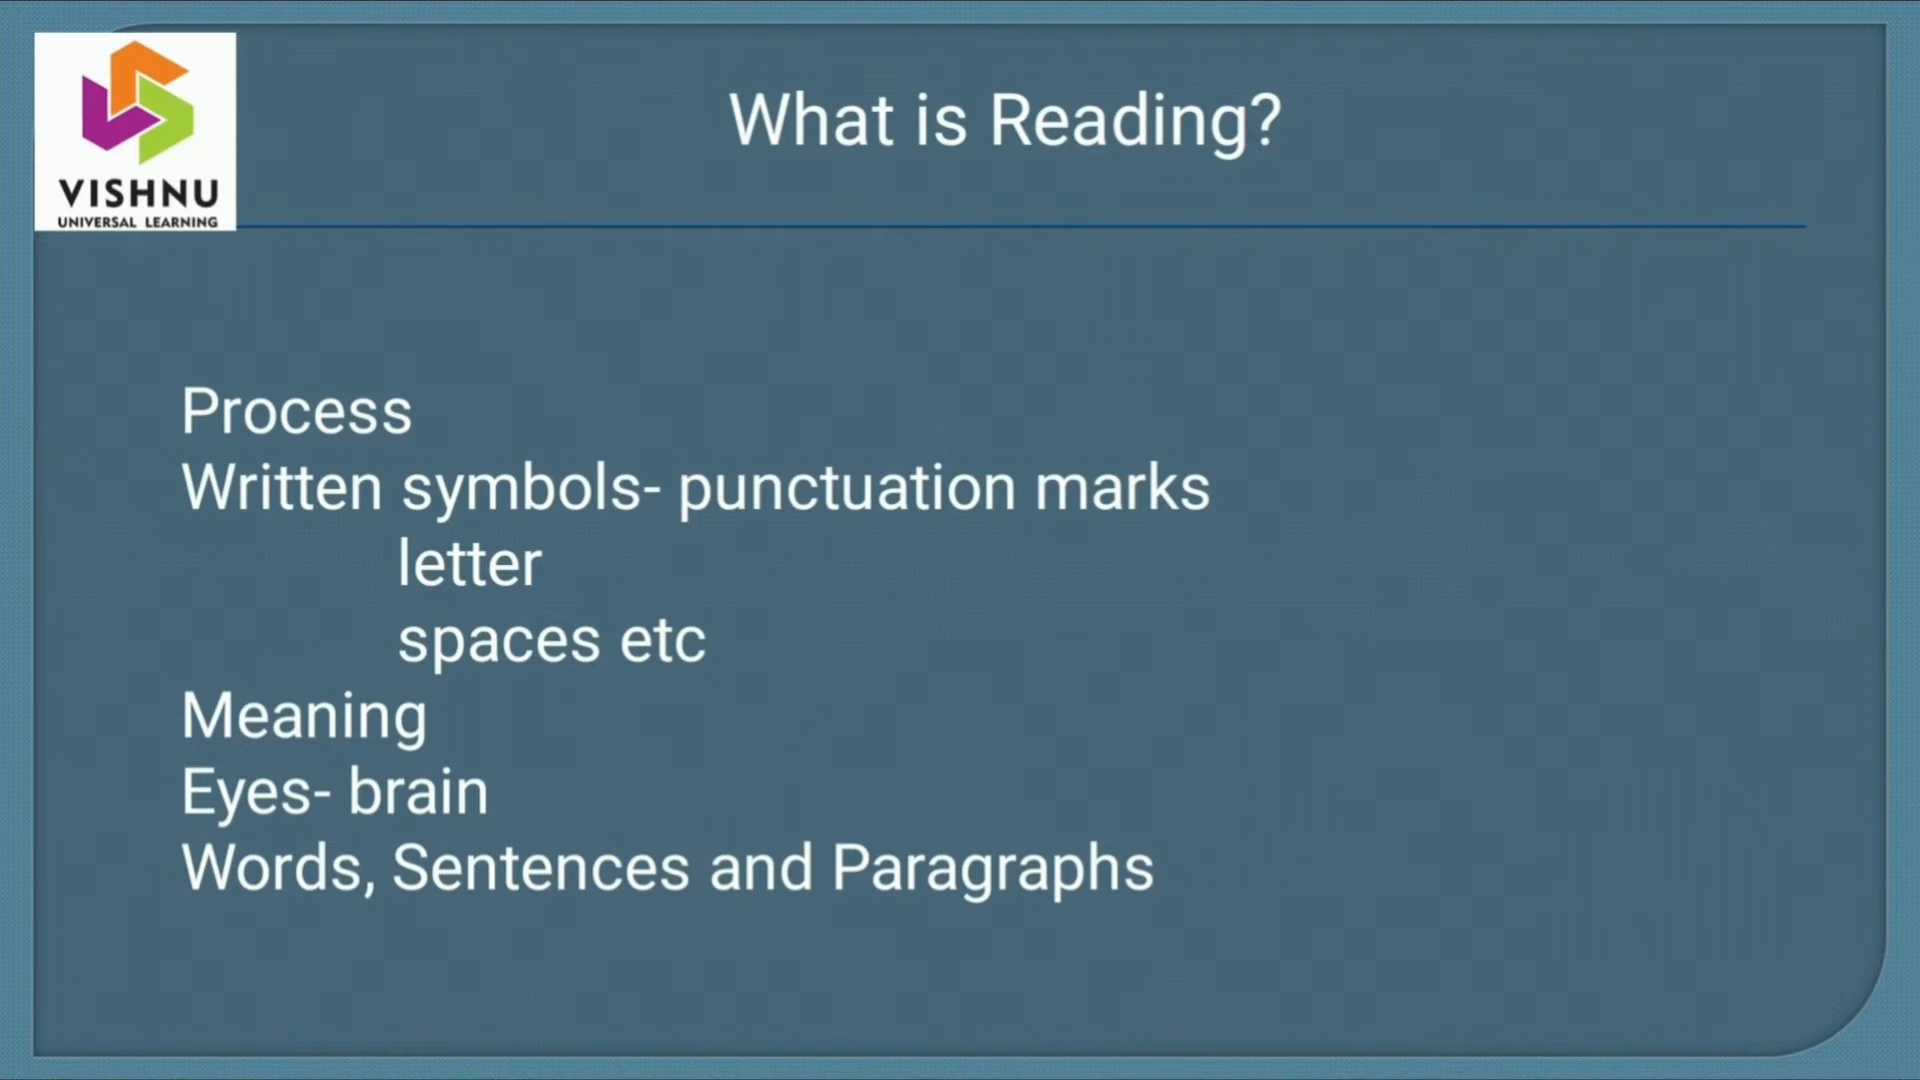 VISHNU
UNIVERSAL LEARNING
What is Reading?
Process
Written symbols- punctuation marks
letter
spaces etc
Meaning
Eyes- brain
Words, Sentences and Paragraphs